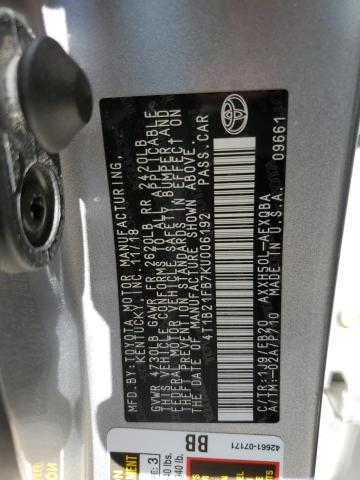 MFD. BY: TOYOTA MOTOR MANUFACTURING,
KENTUCKY, INC. 11/18
GVWR 4730LB GAWR FR 2620LB RR 2420LB
THIS VEHICLE CONFORMS TO ALL APPLICABLE
FEDERAL MOTOR VEHICLE SAFETY, BUMPER, AND
THEFT PREVENTION STANDARDS IN EFFECT ON
THE DATE OF MANUFACTURE SHOWN ABOVE.
4T1B21FB7KU006192 PASS.CAR
C/TR: 1J9/FB20 AXXH50L-AEXQBA
A/TM: -02A/P710 MADE IN U.S.A. 09661
42661-07171
BB